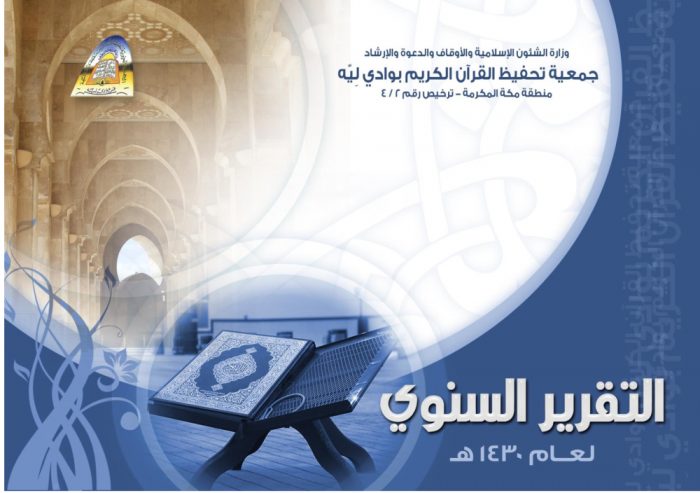 وزارة الشئون الإسلامية والأوقاف والدعوة والإرشاد
جمعية تحفيظ القرآن الكريم بوادي ليّه
منطقة مكة المكرمة - ترخيص رقم ٤/٢
التقرير السنوي
لعام ١٤٣٠ هـ